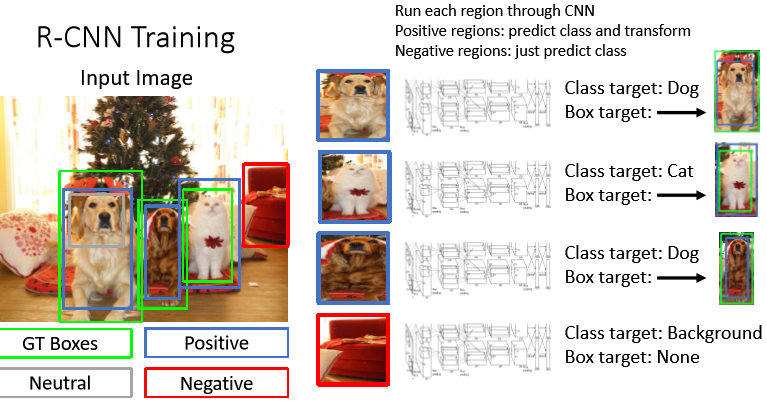 R-CNN Training
Input Image
GT Boxes
Positive
Neutral
Negative
Run each region through CNN
Positive regions: predict class and transform
Negative regions: just predict class
Class target: Dog
Box target:
Class target: Cat
Box target:
Class target: Dog
Box target:
Class target: Background
Box target: None